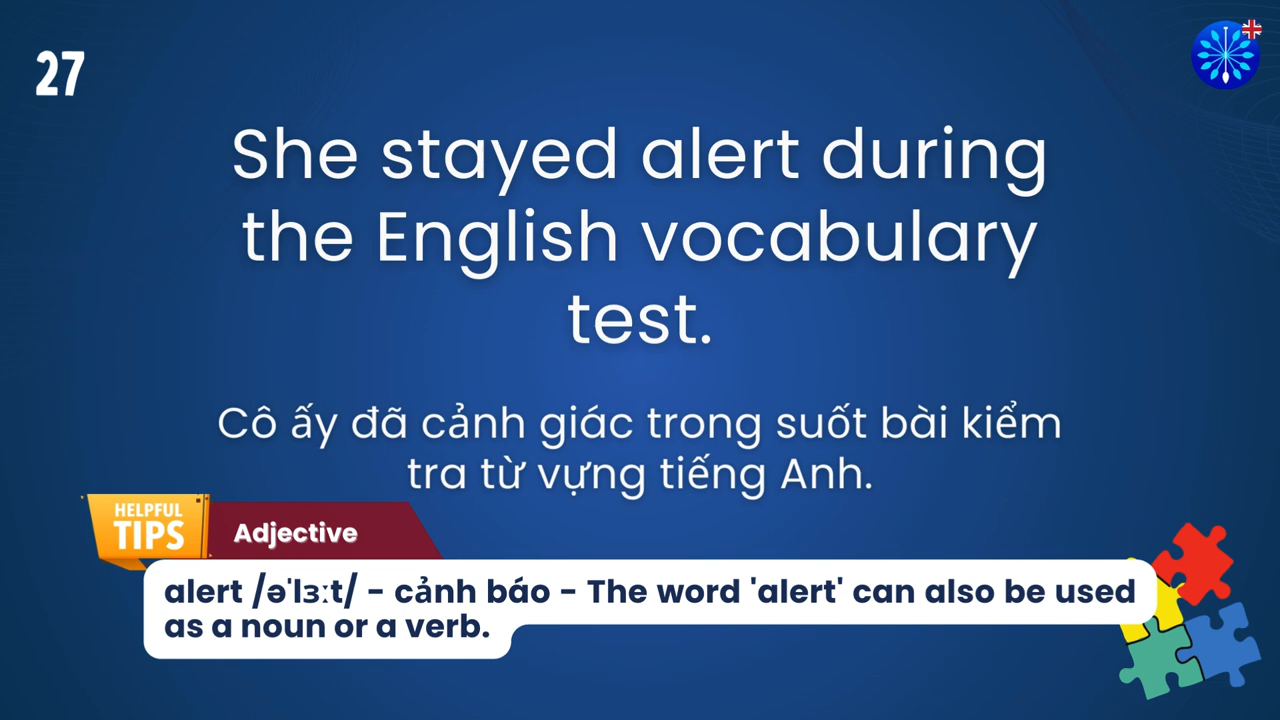 27
She stayed alert during
the English vocabulary
test.
Cô ấy đã cảnh giác trong suốt bài kiểm
tra từ vựng tiếng Anh.
HELPFUL
TIPS
Adjective
alert /əˈlɜːt/ - cảnh báo - The word 'alert' can also be used
as a noun or a verb.